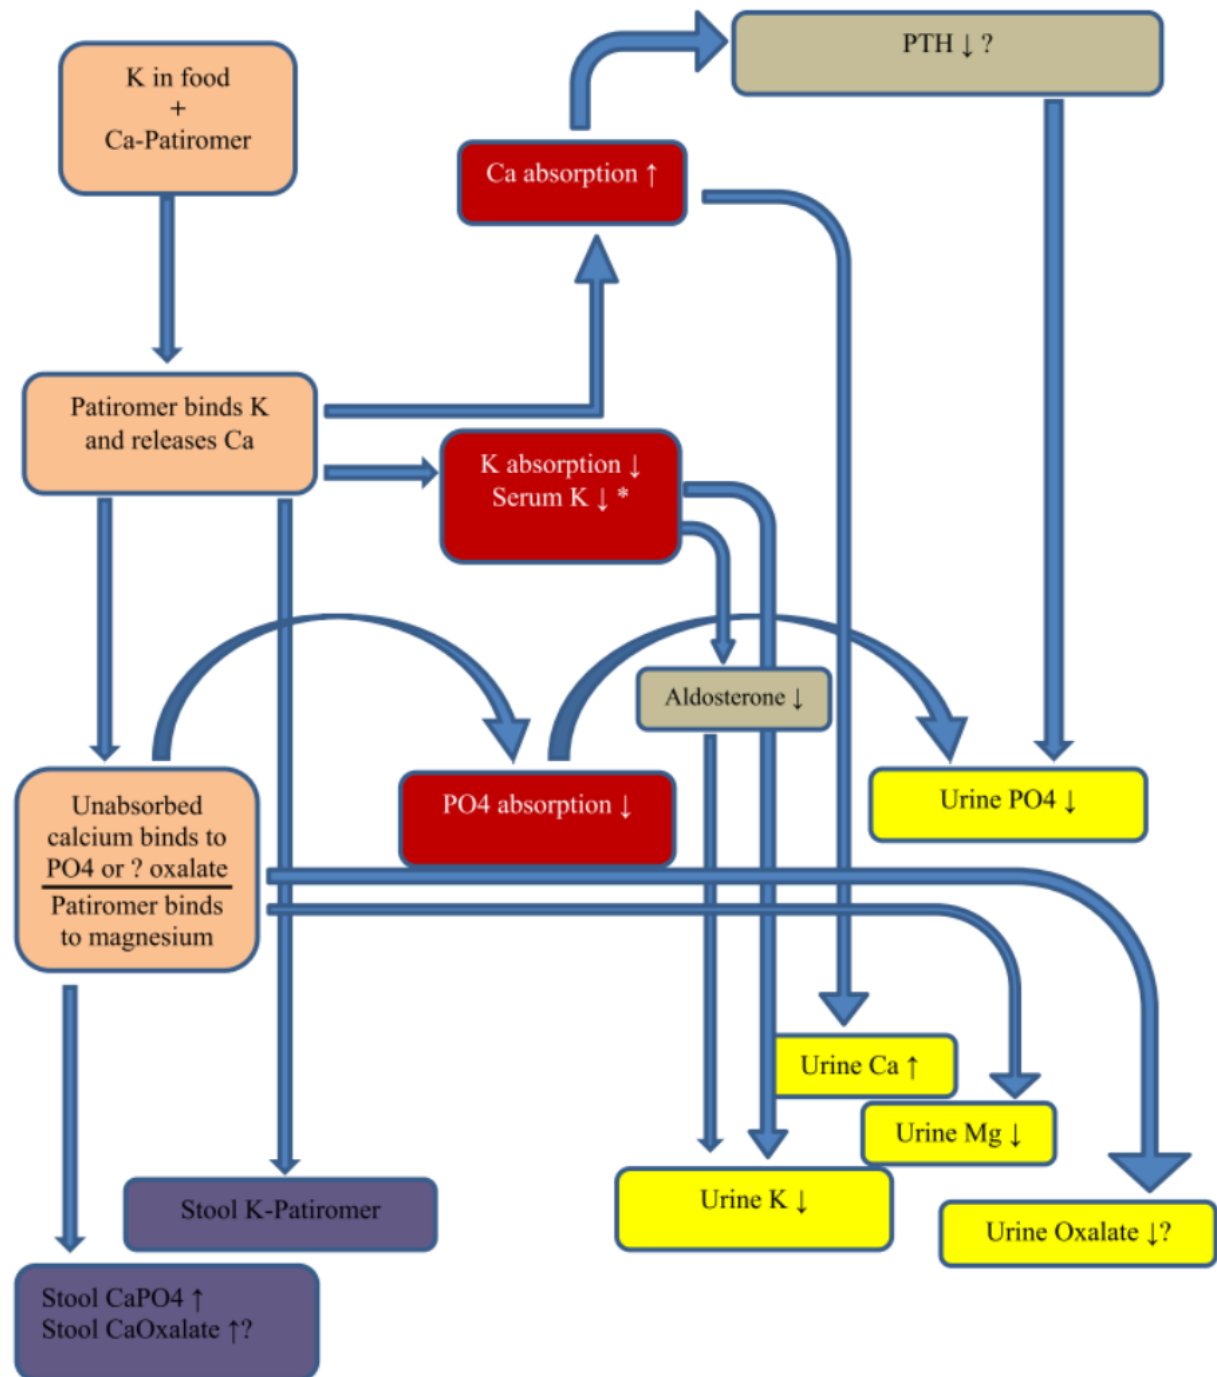 K in food
+
Ca-Patiromer
PTH ↓ ?
Ca absorption ↑
Patiromer binds K
and releases Ca
K absorption ↓
Serum K ↓ *
Aldosterone ↓
Unabsorbed
calcium binds to
PO4 or ? oxalate
Patiromer binds
to magnesium
PO4 absorption ↓
Urine PO4 ↓
Urine Ca ↑
Urine Mg ↓
Stool K-Patiromer
Urine K ↓
Urine Oxalate ↓?
Stool CaPO4 ↑
Stool CaOxalate ↑?